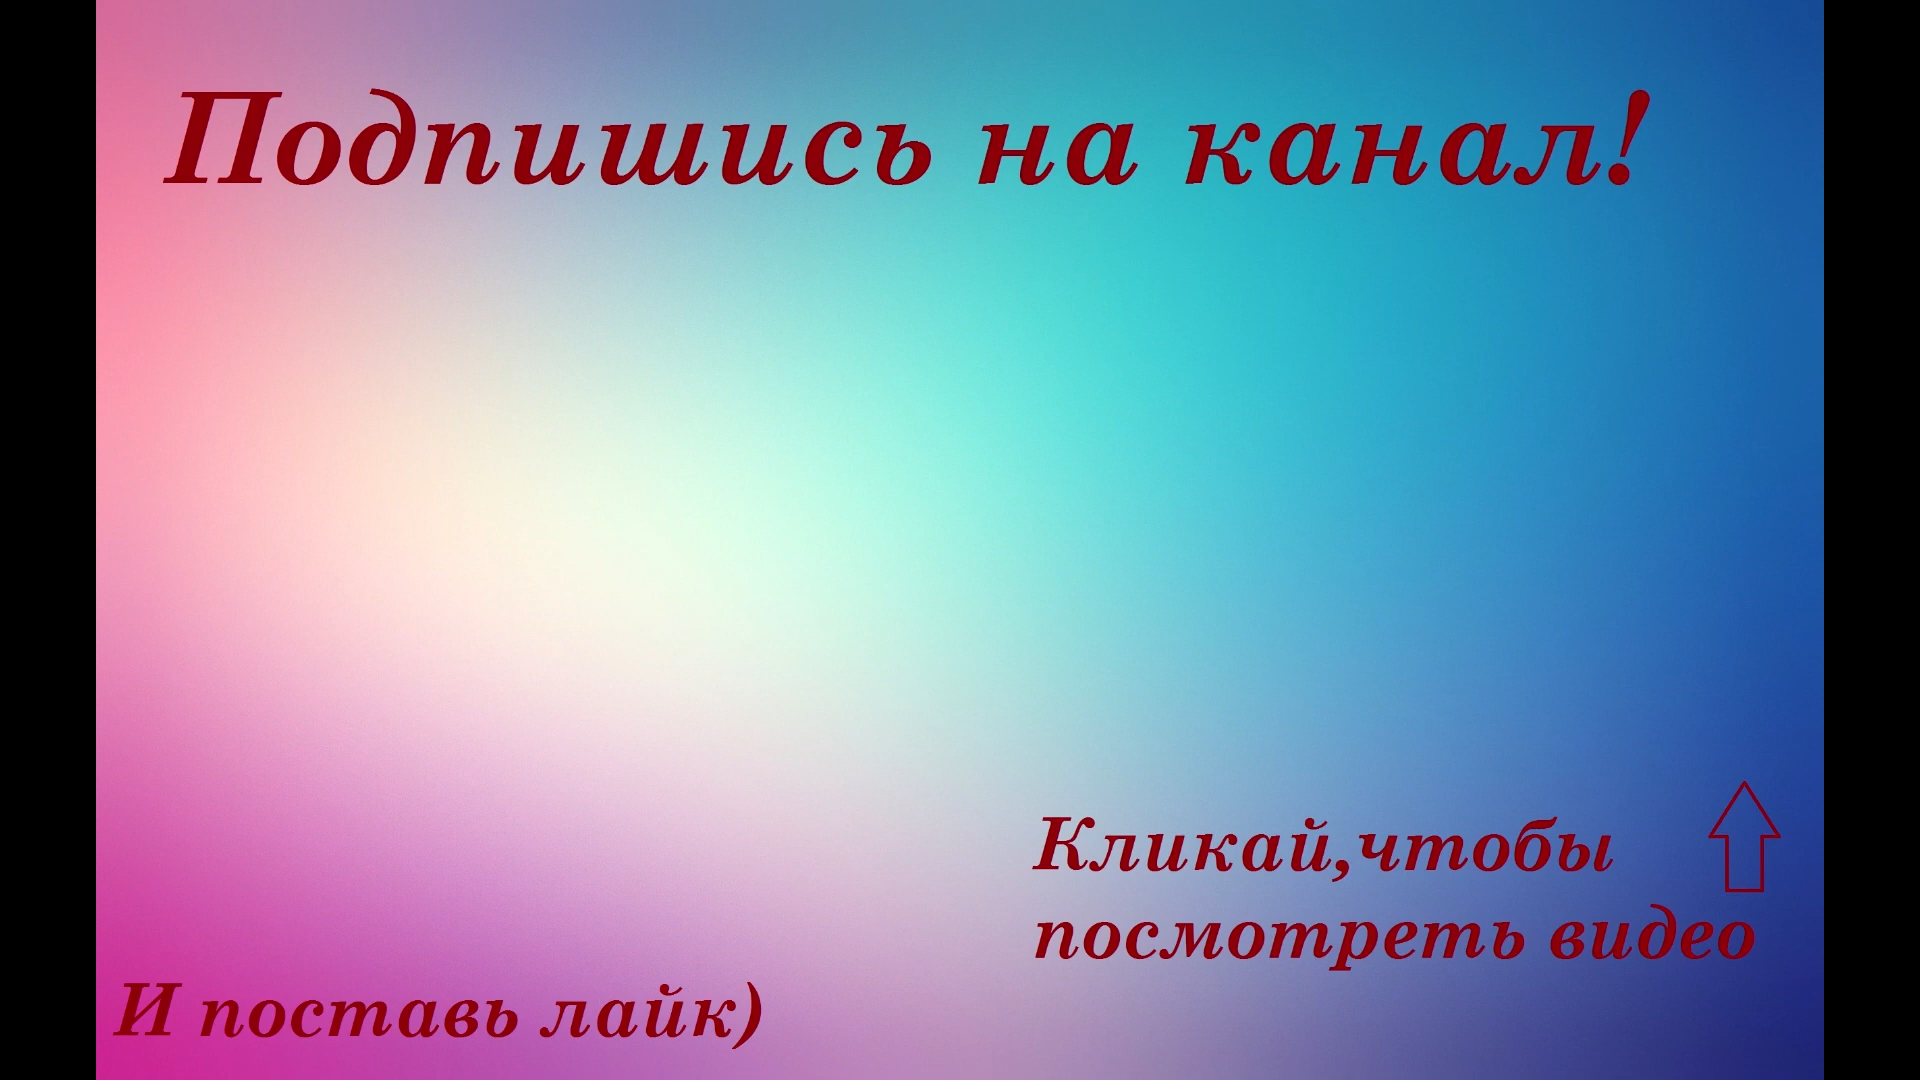 Подпишись на канал!
Кликай,чтобы
посмотреть видео
И поставь лайк)